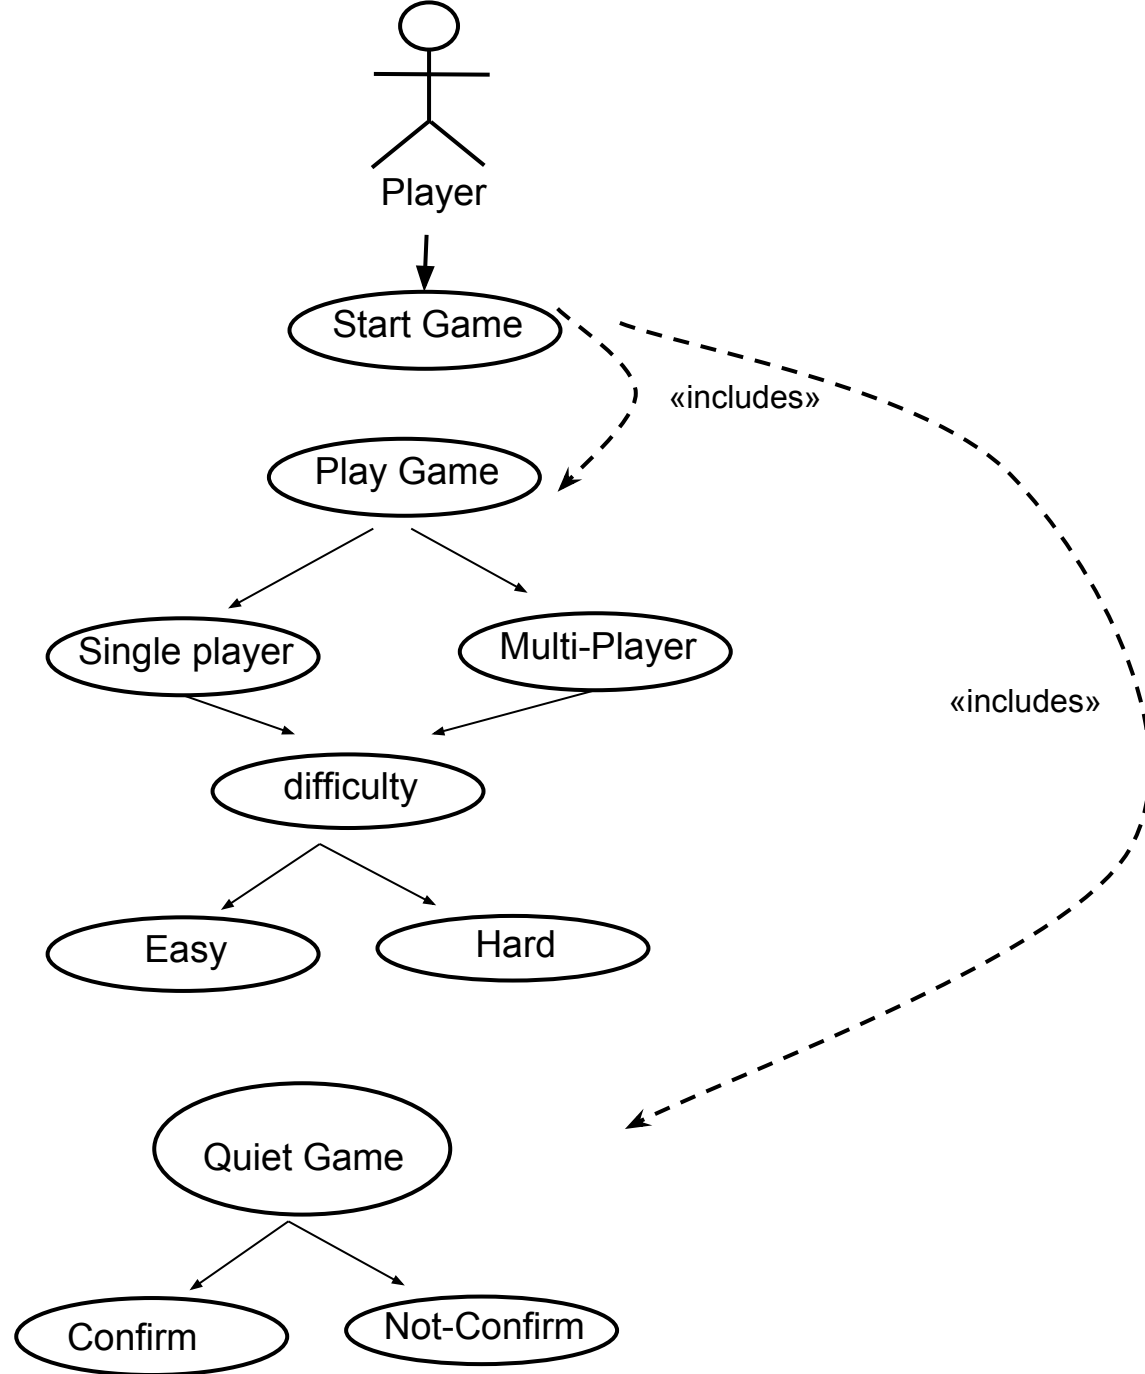 Player
Start Game
«includes»
Play Game
Single player
Multi-Player
«includes»
difficulty
Easy
Hard
Quiet Game
Confirm
Not-Confirm